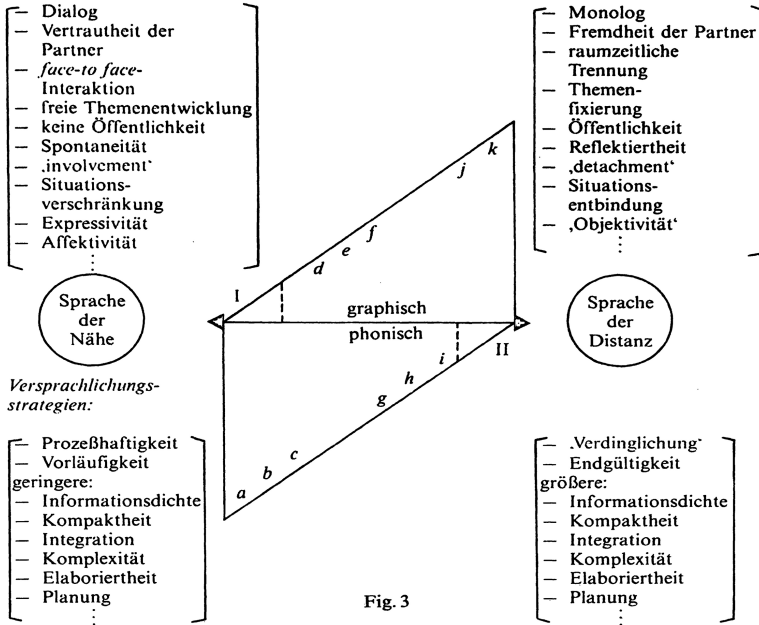 — Dialog
— Vertrautheit der
Partner
— face-to face-
Interaktion
— freie Themenentwicklung
— keine Öffentlichkeit
— Spontaneität
— ‚involvement‘
— Situations-
verschränkung
— Expressivität
— Affektivität
⋮
— Monolog
— Fremdheit der Partner
— raumzeitliche
Trennung
— Themen-
fixierung
— Öffentlichkeit
— Reflektiertheit
— ‚detachment‘
— Situations-
entbindung
— ‚Objektivität‘
⋮
k
j
f
e
d
I
Sprache
der
Nähe
graphisch
phonisch
Sprache
der
Distanz
II
i
h
g
c
b
a
Versprachlichungs-
strategien:
— Prozeßhaftigkeit
— Vorläufigkeit
geringere:
— Informationsdichte
— Kompaktheit
— Integration
— Komplexität
— Elaboriertheit
— Planung
⋮
— ‚Verdinglichung‘
— Endgültigkeit
größere:
— Informationsdichte
— Kompaktheit
— Integration
— Komplexität
— Elaboriertheit
— Planung
⋮
Fig. 3